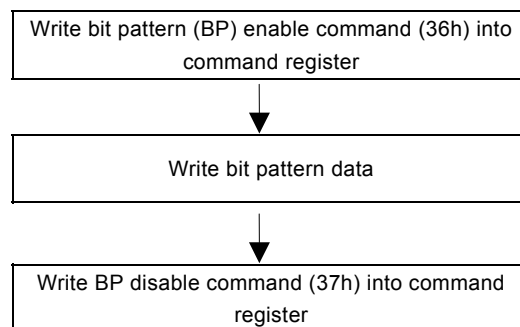 Write bit pattern (BP) enable command (36h) into
command register
Write bit pattern data
Write BP disable command (37h) into command
register